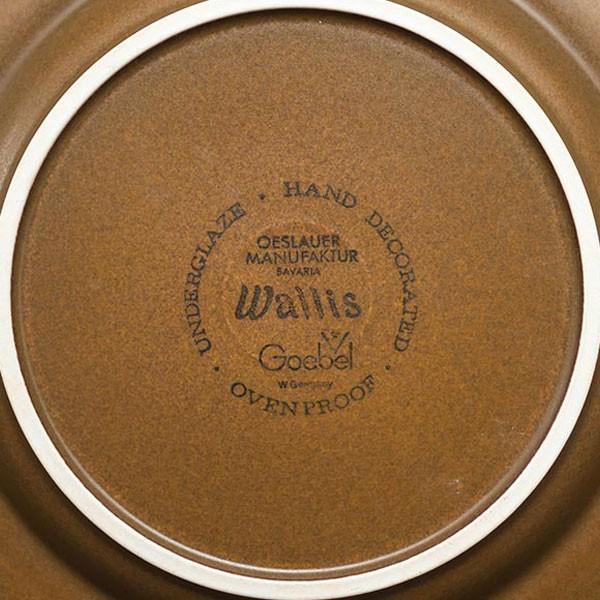 UNDERGLAZE · HAND DECORATED · OVENPROOF ·
OESLAUER
MANUFAKTUR
BAVARIA
Wallis
Goebel
W.Germany